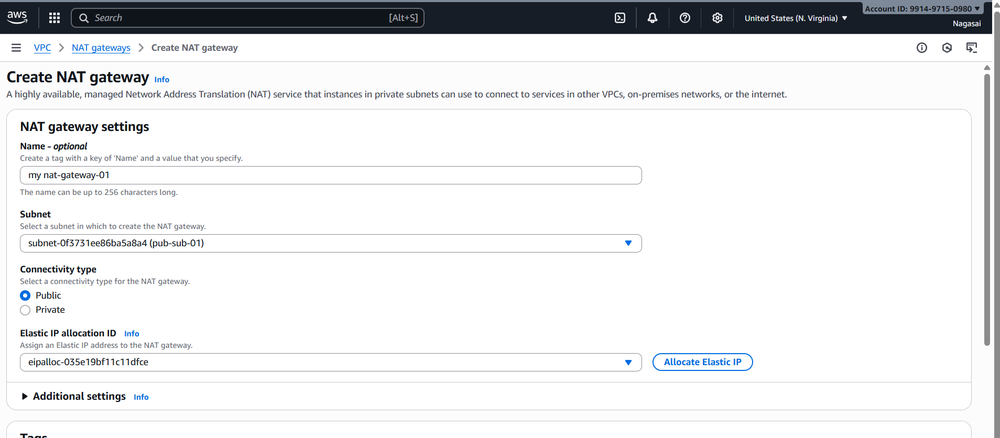 aws
Search [Alt+S]
United States (N. Virginia)
Account ID: 9914-9715-0980
Nagasai
VPC > NAT gateways > Create NAT gateway
Create NAT gateway Info
A highly available, managed Network Address Translation (NAT) service that instances in private subnets can use to connect to services in other VPCs, on-premises networks, or the internet.
NAT gateway settings
Name - optional
Create a tag with a key of 'Name' and a value that you specify.
my nat-gateway-01
The name can be up to 256 characters long.
Subnet
Select a subnet in which to create the NAT gateway.
subnet-0f3731ee86ba5a8a4 (pub-sub-01)
Connectivity type
Select a connectivity type for the NAT gateway.
Public
Private
Elastic IP allocation ID Info
Assign an Elastic IP address to the NAT gateway.
eipalloc-035e19bf11c11dfce
Allocate Elastic IP
Additional settings Info
Tags